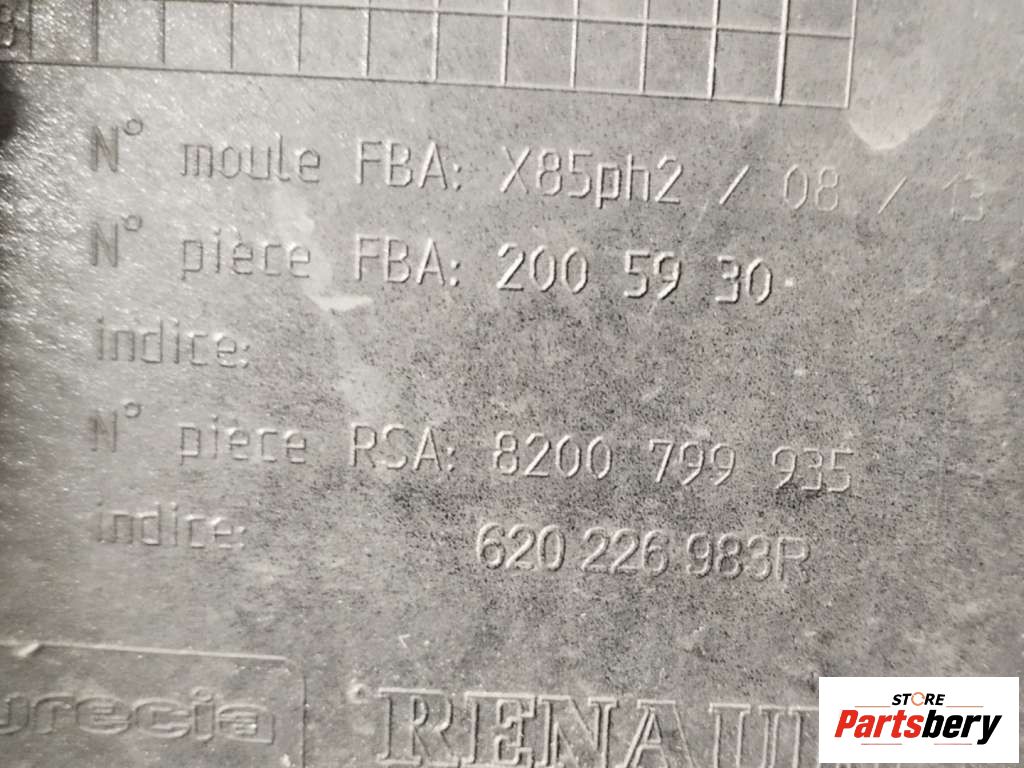 N° moule FBA: X85ph2 / 08 / 13
N° pièce FBA: 200 59 30
indice:
N° pièce RSA: 8200 799 935
indice: 620 226 983R
urecia
RENAU
STORE
Partsbery